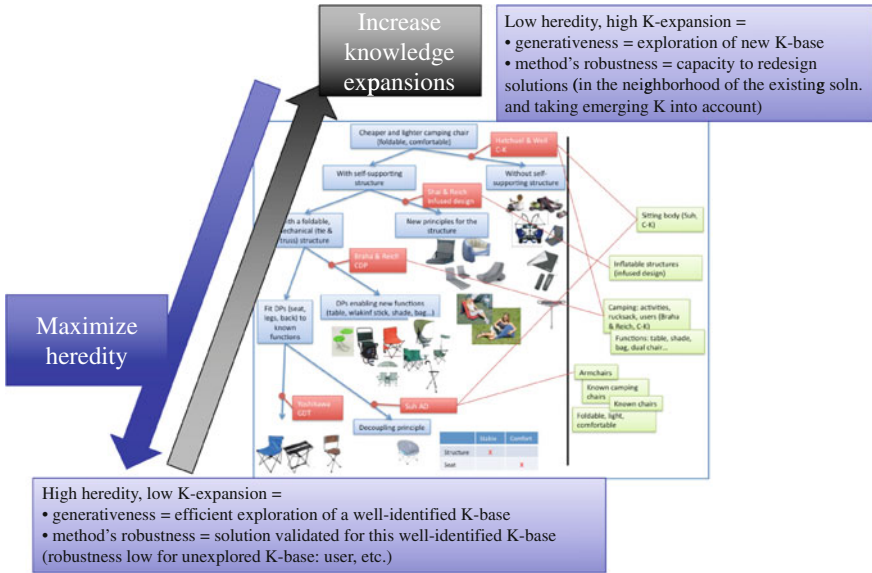 Increase
knowledge
expansions
Low heredity, high K-expansion =
• generativeness = exploration of new K-base
• method's robustness = capacity to redesign
solutions (in the neighborhood of the existing soln.
and taking emerging K into account)
Cheaper and lighter camping chair
(foldable, comfortable)
Hatchuel & Weil
C-K
With self-supporting
structure
Without self-
supporting structure
Shai & Reich
Infused design
Sitting body (Suh,
C-K)
With a foldable,
mechanical (tie &
truss) structure
New principles for the
structure
Braha & Reich
CDP
Inflatable structures
(infused design)
Maximize
heredity
Fit DPs (seat,
legs, back) to
known
functions
DPs enabling new functions
(table, wlakinf stick, shade, bag...)
Camping: activities,
rucksack, users (Braha
& Reich, C-K)
Functions: table, shade,
bag, dual chair...
Armchairs
Known camping
chairs
Known chairs
Foldable, light,
comfortable
Yoshikawa
GDT
Suh AD
Decoupling principle
Status Comfort
Structure X
Seat X
High heredity, low K-expansion =
• generativeness = efficient exploration of a well-identified K-base
• method's robustness = solution validated for this well-identified K-base
(robustness low for unexplored K-base: user, etc.)